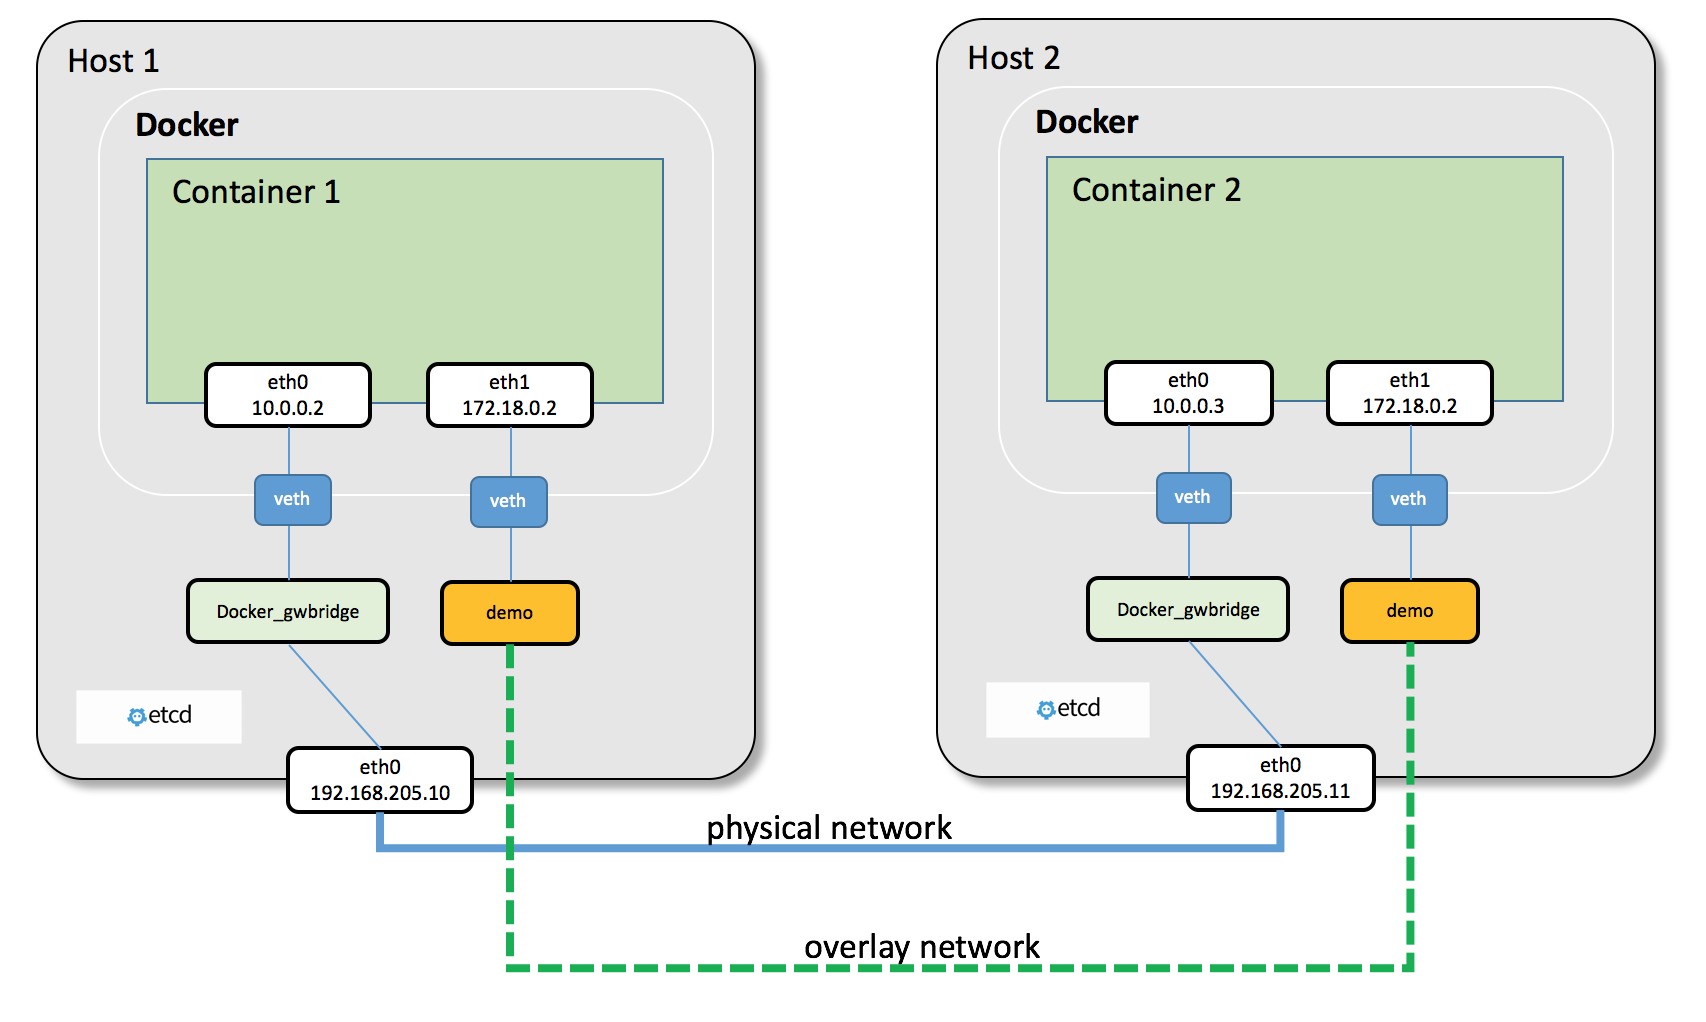 Host 1
Docker
Container 1
eth0
10.0.0.2
eth1
172.18.0.2
veth
veth
Docker_gwbridge
demo
etcd
eth0
192.168.205.10
Host 2
Docker
Container 2
eth0
10.0.0.3
eth1
172.18.0.2
veth
veth
Docker_gwbridge
demo
etcd
eth0
192.168.205.11
physical network
overlay network